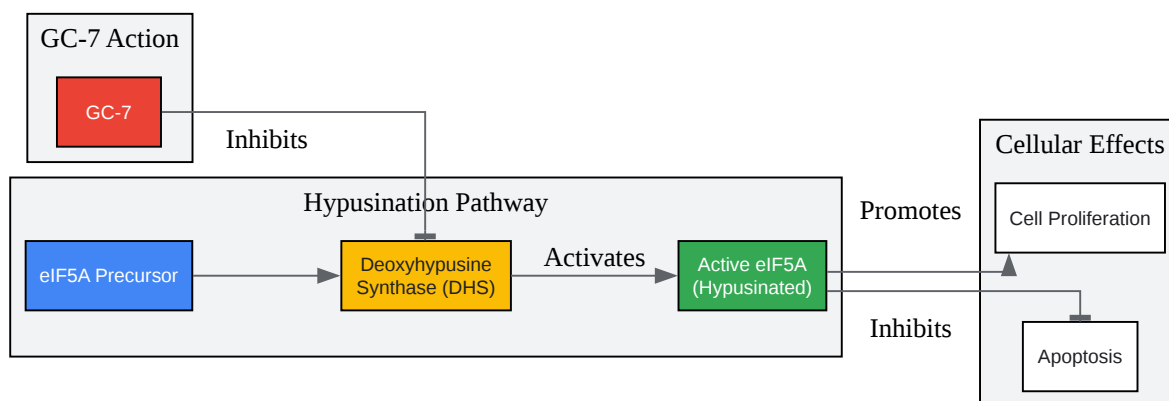 GC-7 Action
GC-7
Inhibits
Hypusination Pathway
eIF5A Precursor
Deoxyhypusine
Synthase (DHS)
Activates
Active eIF5A
(Hypusinated)
Promotes
Inhibits
Cellular Effects
Cell Proliferation
Apoptosis